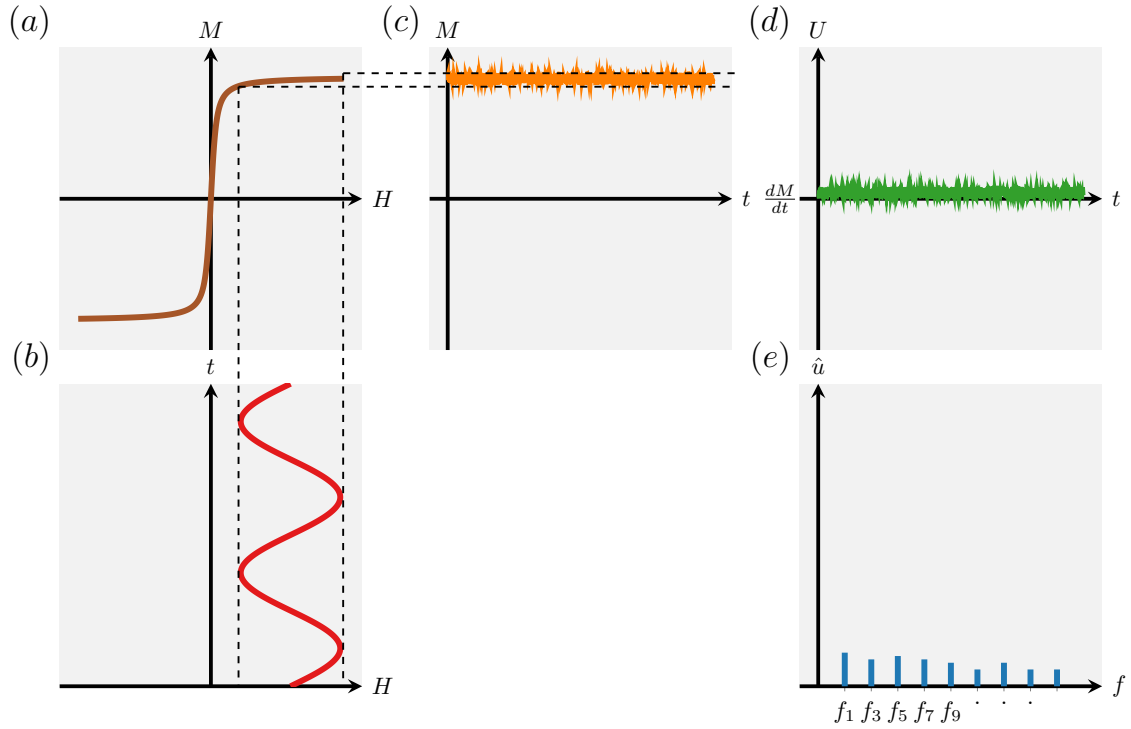 (a)
M
H
(c)
M
t
(d)
U
dM
dt
t
(b)
t
H
(e)
û
f
f1 f3 f5 f7 f9 . . .